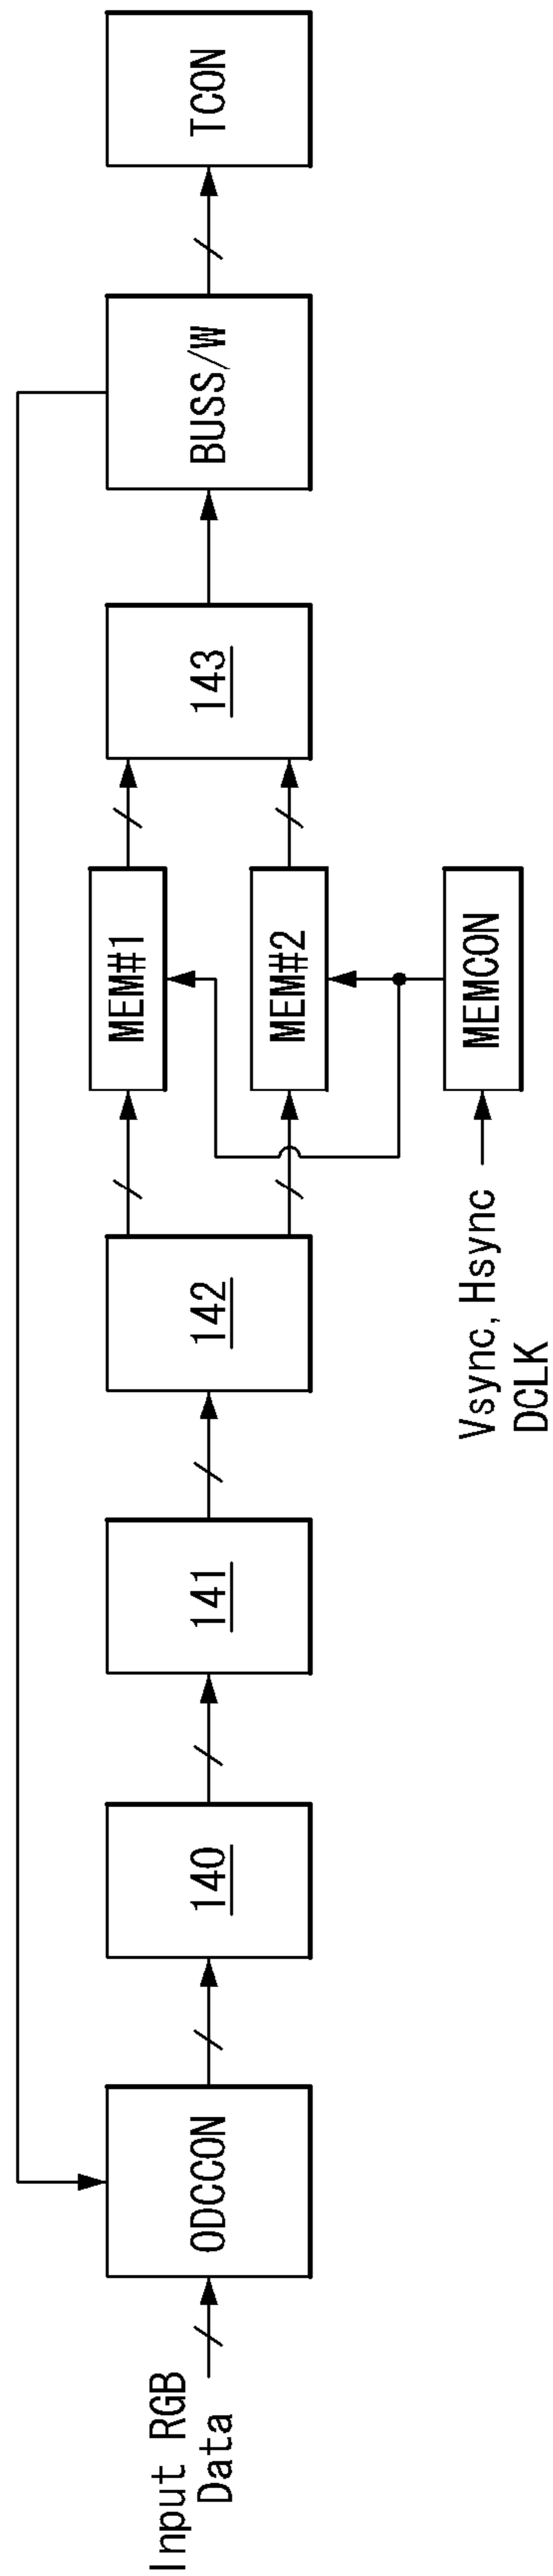 Input RGB
Data
ODCCON
140
141
142
MEM#1
MEM#2
MEMCON
Vsync, Hsync
DCLK
143
BUSS/W
TCON